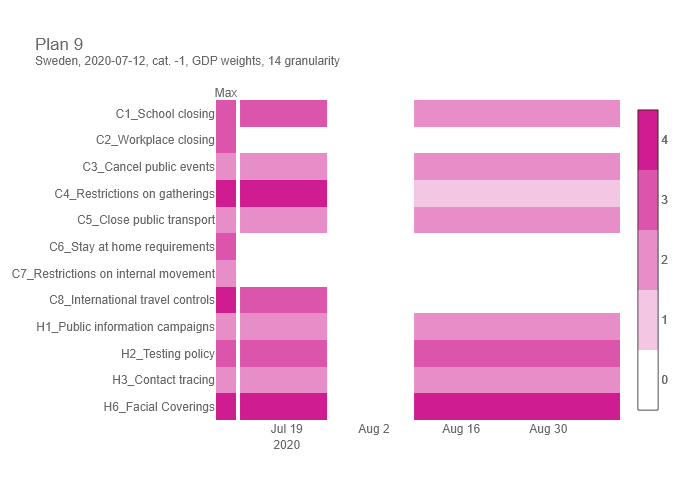 Plan 9
Sweden, 2020-07-12, cat. -1, GDP weights, 14 granularity
Max
C1_School closing
C2_Workplace closing
C3_Cancel public events
C4_Restrictions on gatherings
C5_Close public transport
C6_Stay at home requirements
C7_Restrictions on internal movement
C8_International travel controls
H1_Public information campaigns
H2_Testing policy
H3_Contact tracing
H6_Facial Coverings
Jul 19
2020
Aug 2
Aug 16
Aug 30
4
3
2
1
0